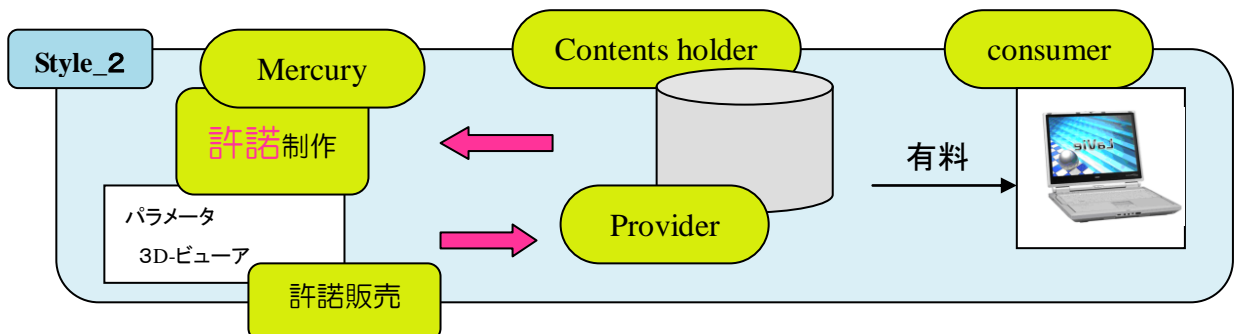 Style_２
Mercury
許諾制作
パラメータ
３D-ビューア
許諾販売
Contents holder
Provider
有料
consumer
LaVie